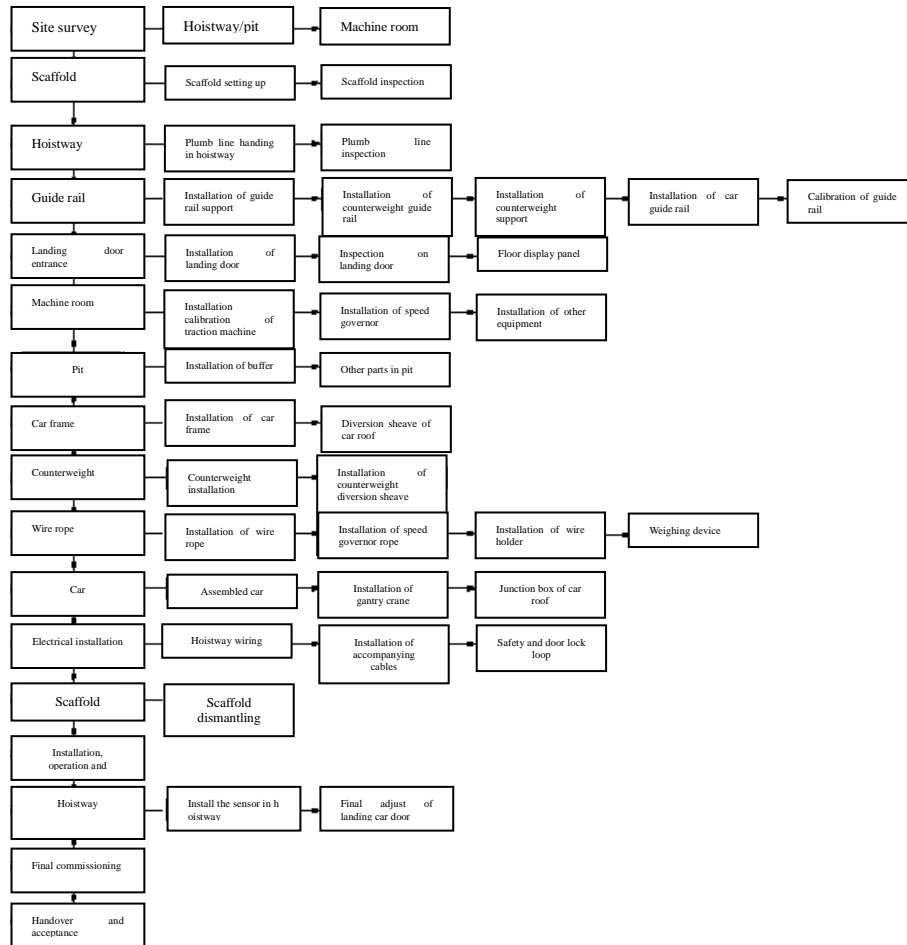 Site survey
Hoistway/pit
Machine room
Scaffold
Scaffold setting up
Scaffold inspection
Hoistway
Plumb line handing
in hoistway
Plumb line
inspection
Guide rail
Installation of guide
rail support
Installation of
counterweight guide
rail
Installation of
counterweight
support
Installation of car
guide rail
Calibration of guide
rail
Landing door
entrance
Installation of
landing door
Inspection on
landing door
Floor display panel
Machine room
Installation
calibration of
traction machine
Installation of speed
governor
Installation of other
equipment
Pit
Installation of buffer
Other parts in pit
Car frame
Installation of car
frame
Diversion sheave of
car roof
Counterweight
Counterweight
installation
Installation of
counterweight
diversion sheave
Wire rope
Installation of wire
rope
Installation of speed
governor rope
Installation of wire
holder
Weighing device
Car
Assembled car
Installation of
gantry crane
Junction box of car
roof
Electrical installation
Hoistway wiring
Installation of
accompanying
cables
Safety and door lock
loop
Scaffold
Scaffold
dismantling
Installation,
operation and
Hoistway
Install the sensor in h
oistway
Final adjust of
landing car door
Final commissioning
Handover and
acceptance